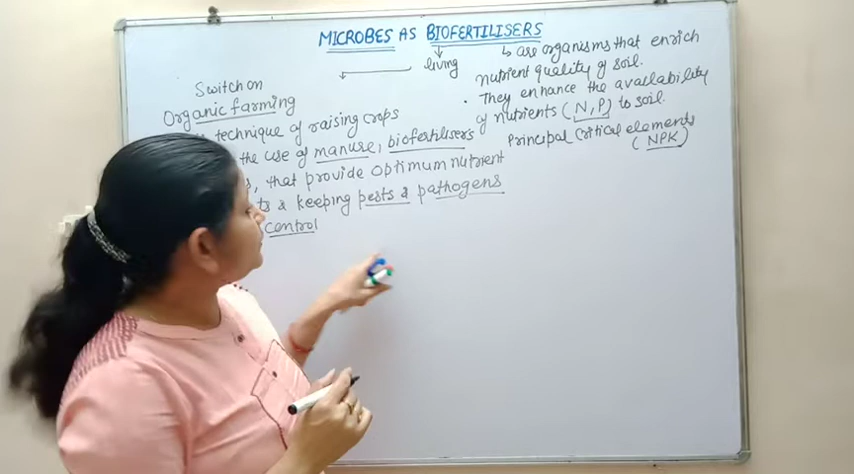 MICROBES AS BIOFERTILISERS
living
Switch on
Organic farming
technique of raising crops
the use of manure, biofertilisers
, that provide optimum nutrient
ts & keeping pests & pathogens
control
↳ are organisms that enrich
nutrient quality of soil.
• They enhance the availability
of nutrients (N, P) to soil.
Principal Critical elements
(NPK)